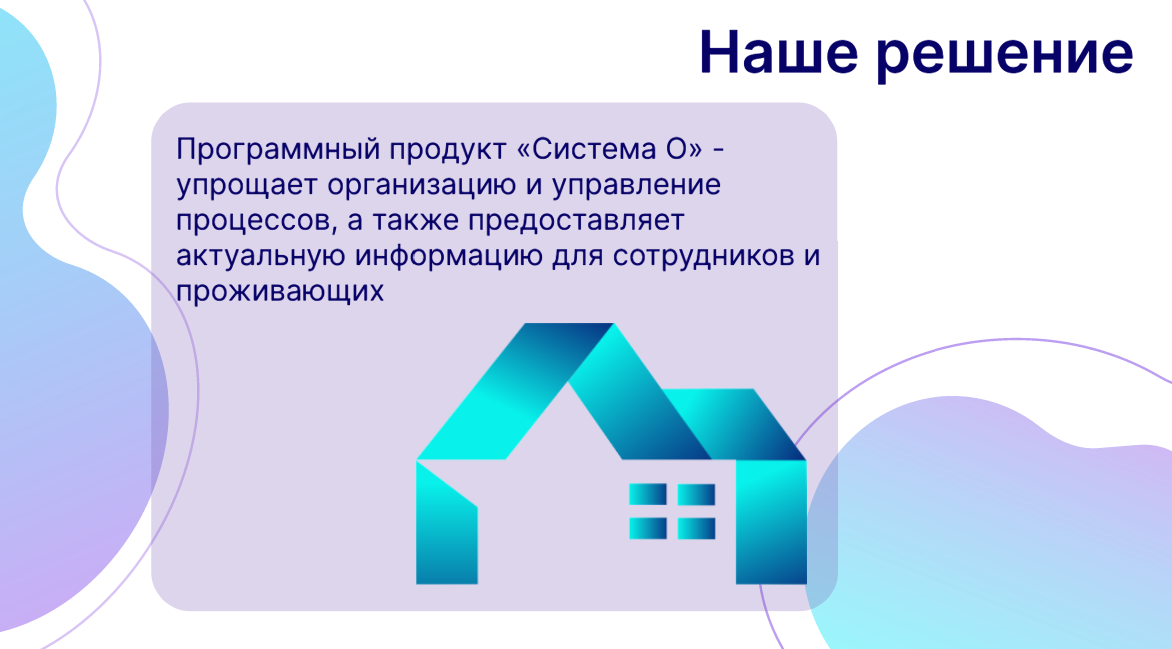 Наше решение
Программный продукт «Система О» -
упрощает организацию и управление
процессов, а также предоставляет
актуальную информацию для сотрудников и
проживающих